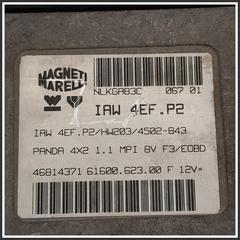 MAGNETI
MARELLI
NLKGA83C 067 01
IAW 4EF.P2
IAW 4EF.P2/HW203/4502-843
PANDA 4X2 1.1 MPI 8V F3/EOBD
46814371 61600.623.00 F 12V=